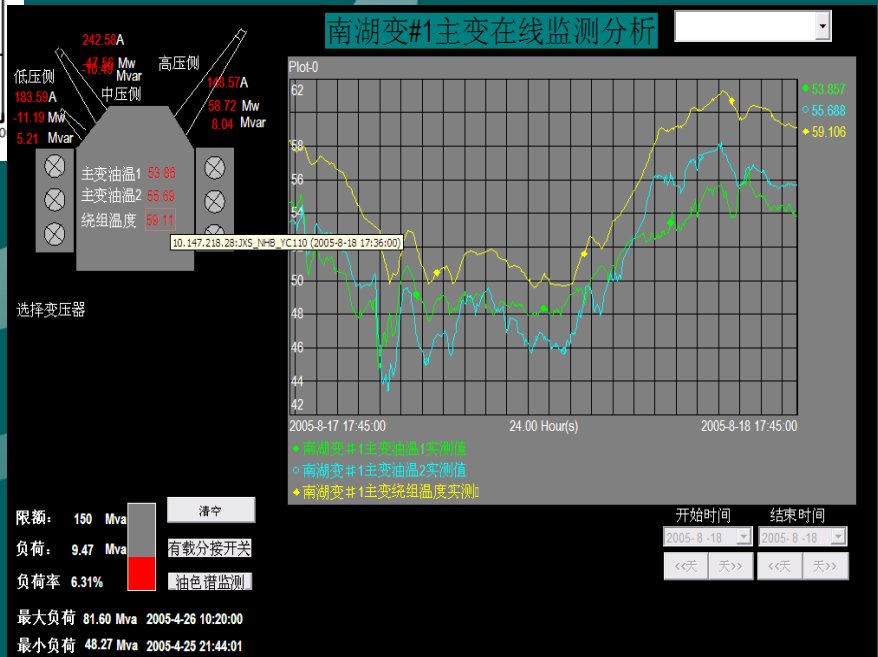 南湖变#1主变在线监测分析
242.58A
Mw
Mvar
高压侧
低压侧
中压侧
183.59A
-11.19 Mw
5.21 Mvar
148.57A
58.72 Mw
8.04 Mvar
主变油温1 53.86
主变油温2 55.69
绕组温度 59.11
10.147.218.28:JXS_NHB_YC110 (2005-8-18 17:36:00)
选择变压器
Plot-0
62
58
56
54
50
48
46
44
42
53.857
55.688
59.106
2005-8-17 17:45:00 24.00 Hour(s) 2005-8-18 17:45:00
南湖变#1主变油温1实测值
南湖变#1主变油温2实测值
南湖变#1主变绕组温度实测
限额: 150 Mva
清空
负荷: 9.47 Mva
有载分接开关
负荷率 6.31%
油色谱监测
最大负荷 81.60 Mva 2005-4-26 10:20:00
最小负荷 48.27 Mva 2005-4-25 21:44:01
开始时间 结束时间
2005- 8 -18 2005- 8 -18
<<天 天>> <<天 天>>